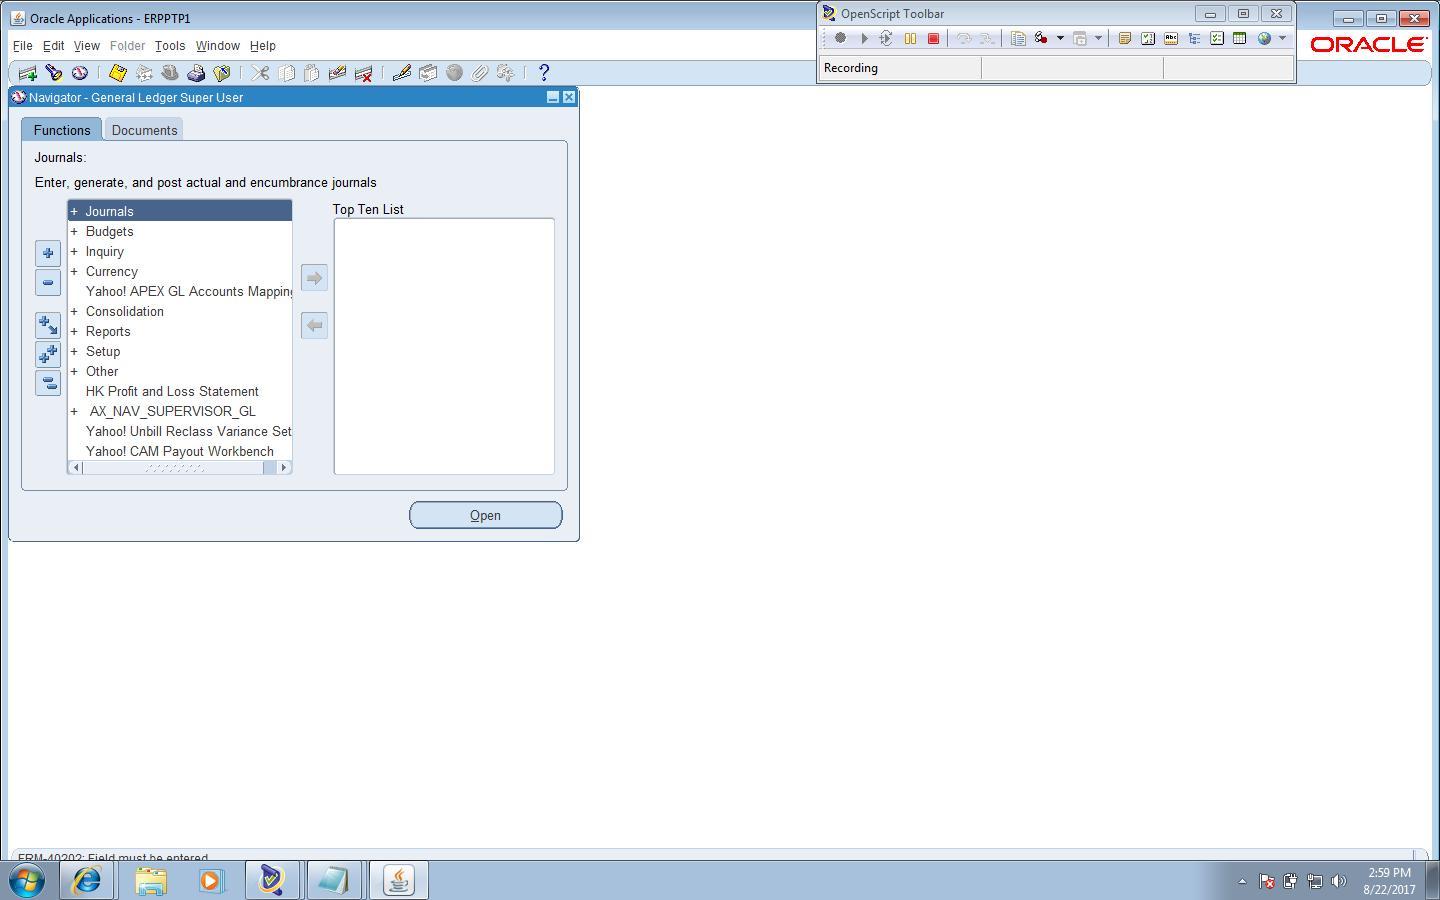 Oracle Applications - ERPPTP1
OpenScript Toolbar
File Edit View Folder Tools Window Help
ORACLE
Recording
Navigator - General Ledger Super User
Functions Documents
Journals:
Enter, generate, and post actual and encumbrance journals
Top Ten List
+ Journals
+ Budgets
+ Inquiry
+ Currency
Yahoo! APEX GL Accounts Mapping
+ Consolidation
+ Reports
+ Setup
+ Other
HK Profit and Loss Statement
+ AX_NAV_SUPERVISOR_GL
Yahoo! Unbill Reclass Variance Set
Yahoo! CAM Payout Workbench
Open
FRM-40202: Field must be entered
2:59 PM
8/22/2017